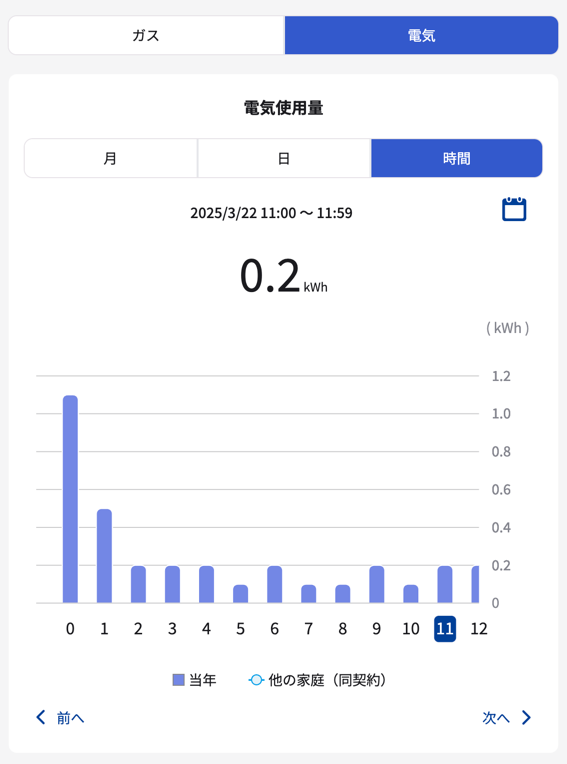 ガス 電気
電気使用量
月 日 時間
2025/3/22 11:00 〜 11:59
0.2 kWh
( kWh )
1.2
1.0
0.8
0.6
0.4
0.2
0
0 1 2 3 4 5 6 7 8 9 10 11 12
当年 他の家庭（同契約）
前へ 次へ